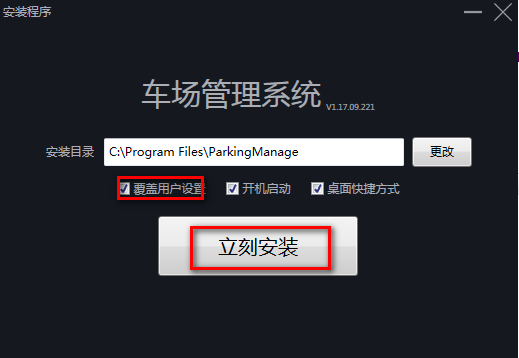 安装程序
车场管理系统 V1.17.09.221
安装目录 C:\Program Files\ParkingManage 更改
覆盖用户设置 开机启动 桌面快捷方式
立刻安装